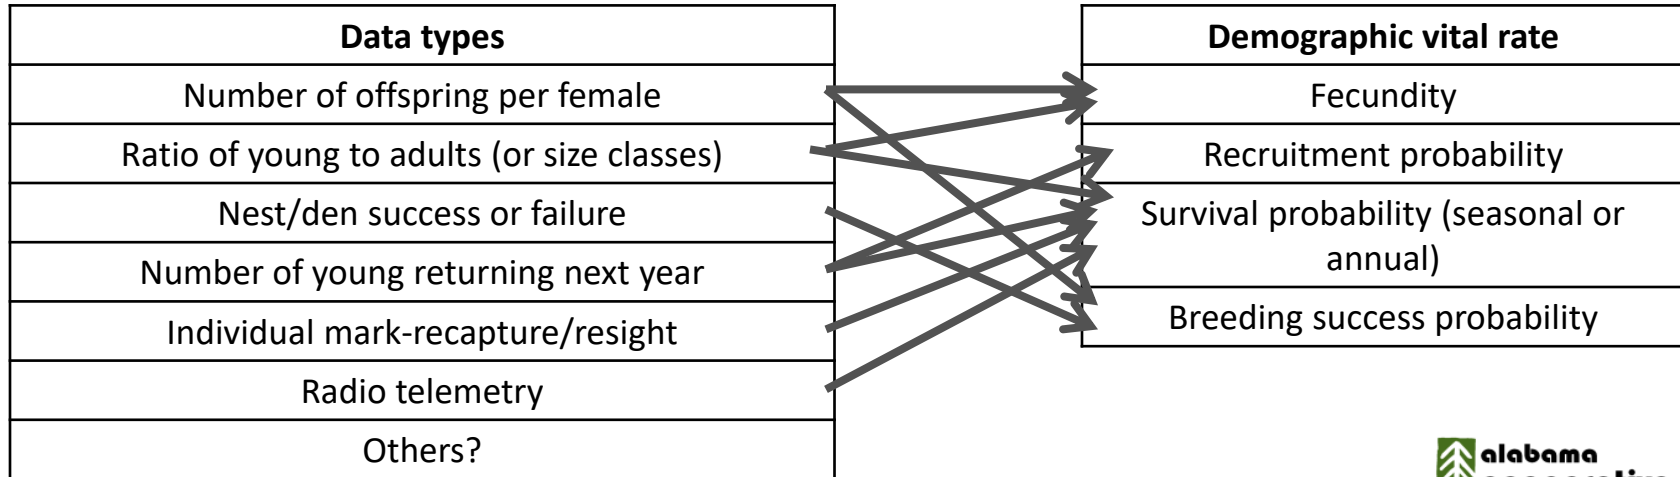 Data types
Number of offspring per female
Ratio of young to adults (or size classes)
Nest/den success or failure
Number of young returning next year
Individual mark-recapture/resight
Radio telemetry
Others?
Demographic vital rate
Fecundity
Recruitment probability
Survival probability (seasonal or
annual)
Breeding success probability
alabama